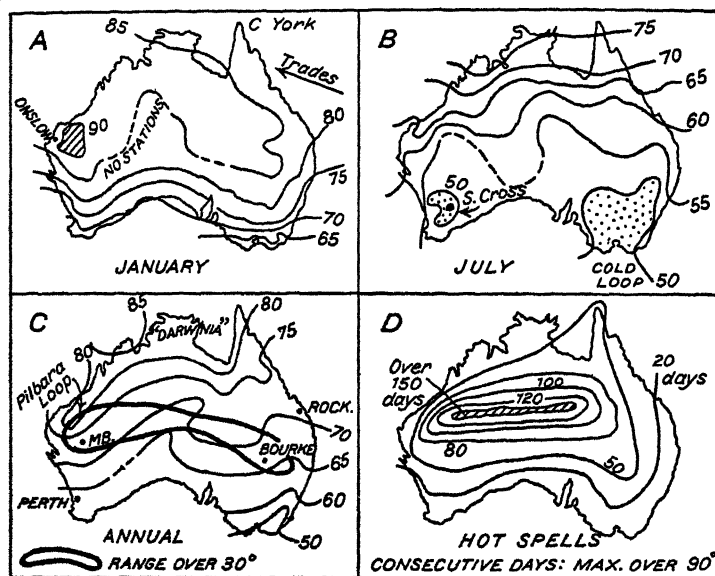 A
85
C York
Trades
ONSLOW
90
NO STATIONS
80
75
70
65
JANUARY
B
75
70
65
60
50
S. Cross
55
JULY
COLD
LOOP
50
C
85
"DARWINIA"
80
75
80
Pilbara
LOOP
ROCK.
MB.
70
BOURKE
65
PERTH
60
50
ANNUAL
RANGE OVER 30°
D
Over
150
days
20
days
100
120
80
50
HOT SPELLS
CONSECUTIVE DAYS: MAX. OVER 90°